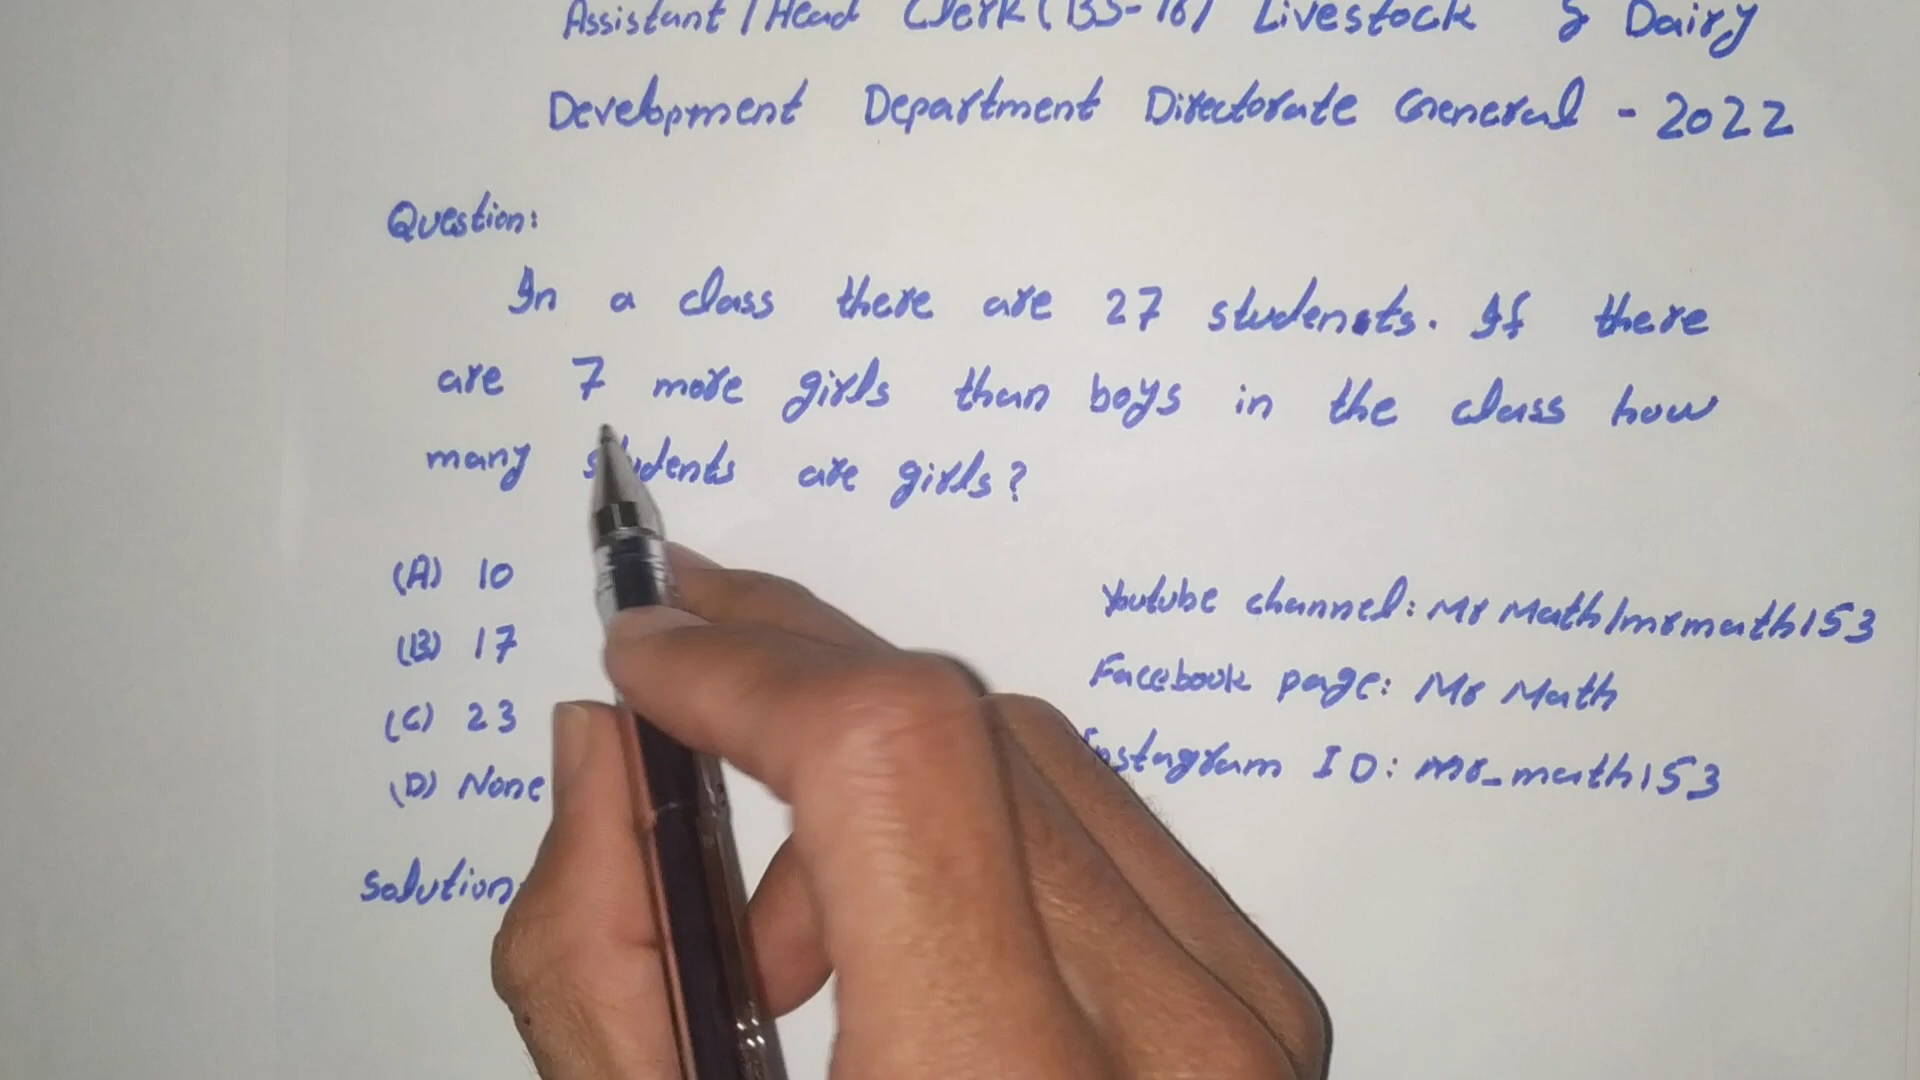 Assistant / Head Clerk (BS-16) Livestock & Dairy
Development Department Directorate General - 2022
Question:
In a class there are 27 students. If there
are 7 more girls than boys in the class how
many students are girls?
(A) 10
(B) 17
(C) 23
(D) None
Youtube channel: Mr Math/mrmath153
Facebook page: Mr Math
Instagram ID: mr_math153
Solution: